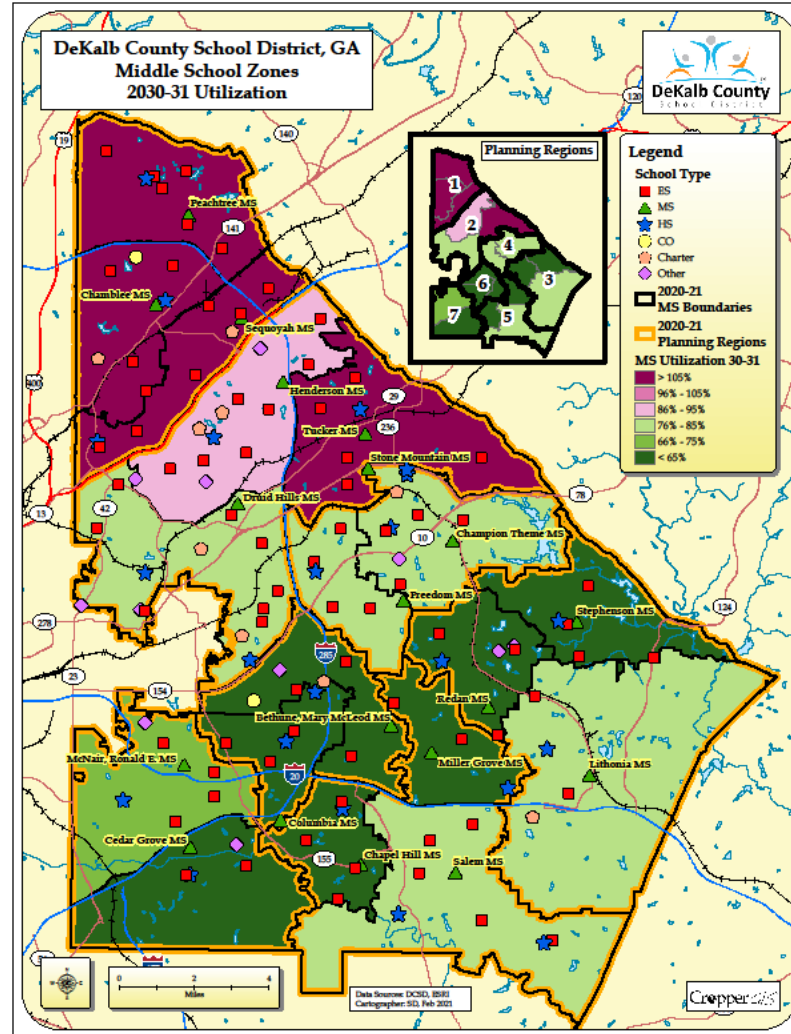 DeKalb County School District, GA
Middle School Zones
2030-31 Utilization
DeKalb County
School District
Planning Regions
1
2
3
4
5
6
7
Legend
School Type
ES
MS
HS
CO
Charter
Other
2020-21
MS Boundaries
2020-21
Planning Regions
MS Utilization 30-31
> 105%
96% - 105%
86% - 95%
76% - 85%
66% - 75%
< 65%
19
140
120
141
Peachtree MS
Chamblee MS
Sequoyah MS
400
Henderson MS
29
236
Tucker MS
Stone Mountain MS
78
13
42
Druid Hills MS
10
Champion Theme MS
Freedom MS
Stephenson MS
124
278
285
23
154
Redan MS
Bethune, Mary McLeod MS
McNair, Ronald E. MS
Miller Grove MS
Lithonia MS
20
Columbia MS
Cedar Grove MS
155
Chapel Hill MS
Salem MS
0
2
4
Miles
Data Sources: DCSD, ESRI
Cartographer: SD, Feb 2021
Cropper GIS